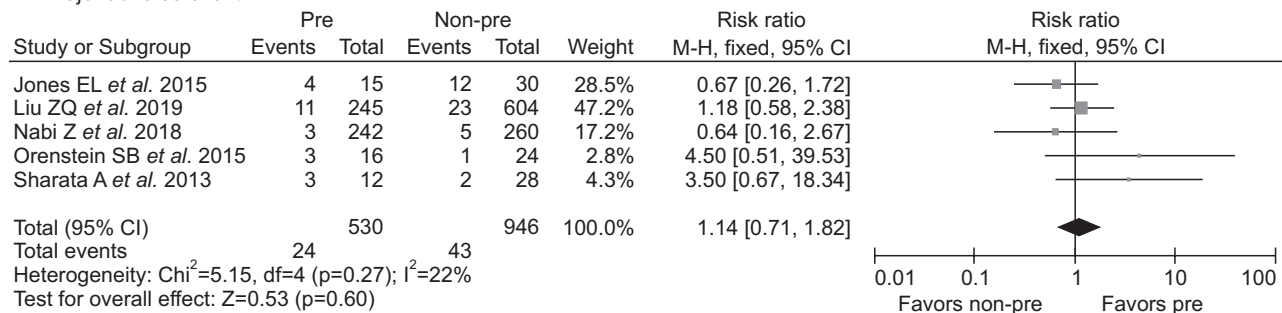 Pre Non-pre Risk ratio Risk ratio
Study or Subgroup Events Total Events Total Weight M-H, fixed, 95% CI M-H, fixed, 95% CI
Jones EL et al. 2015 4 15 12 30 28.5% 0.67 [0.26, 1.72]
Liu ZQ et al. 2019 11 245 23 604 47.2% 1.18 [0.58, 2.38]
Nabi Z et al. 2018 3 242 5 260 17.2% 0.64 [0.16, 2.67]
Orenstein SB et al. 2015 3 16 1 24 2.8% 4.50 [0.51, 39.53]
Sharata A et al. 2013 3 12 2 28 4.3% 3.50 [0.67, 18.34]
Total (95% CI) 530 946 100.0% 1.14 [0.71, 1.82]
Total events 24 43
Heterogeneity: Chi²=5.15, df=4 (p=0.27); I²=22%
Test for overall effect: Z=0.53 (p=0.60)
0.01 0.1 1 10 100
Favors non-pre Favors pre